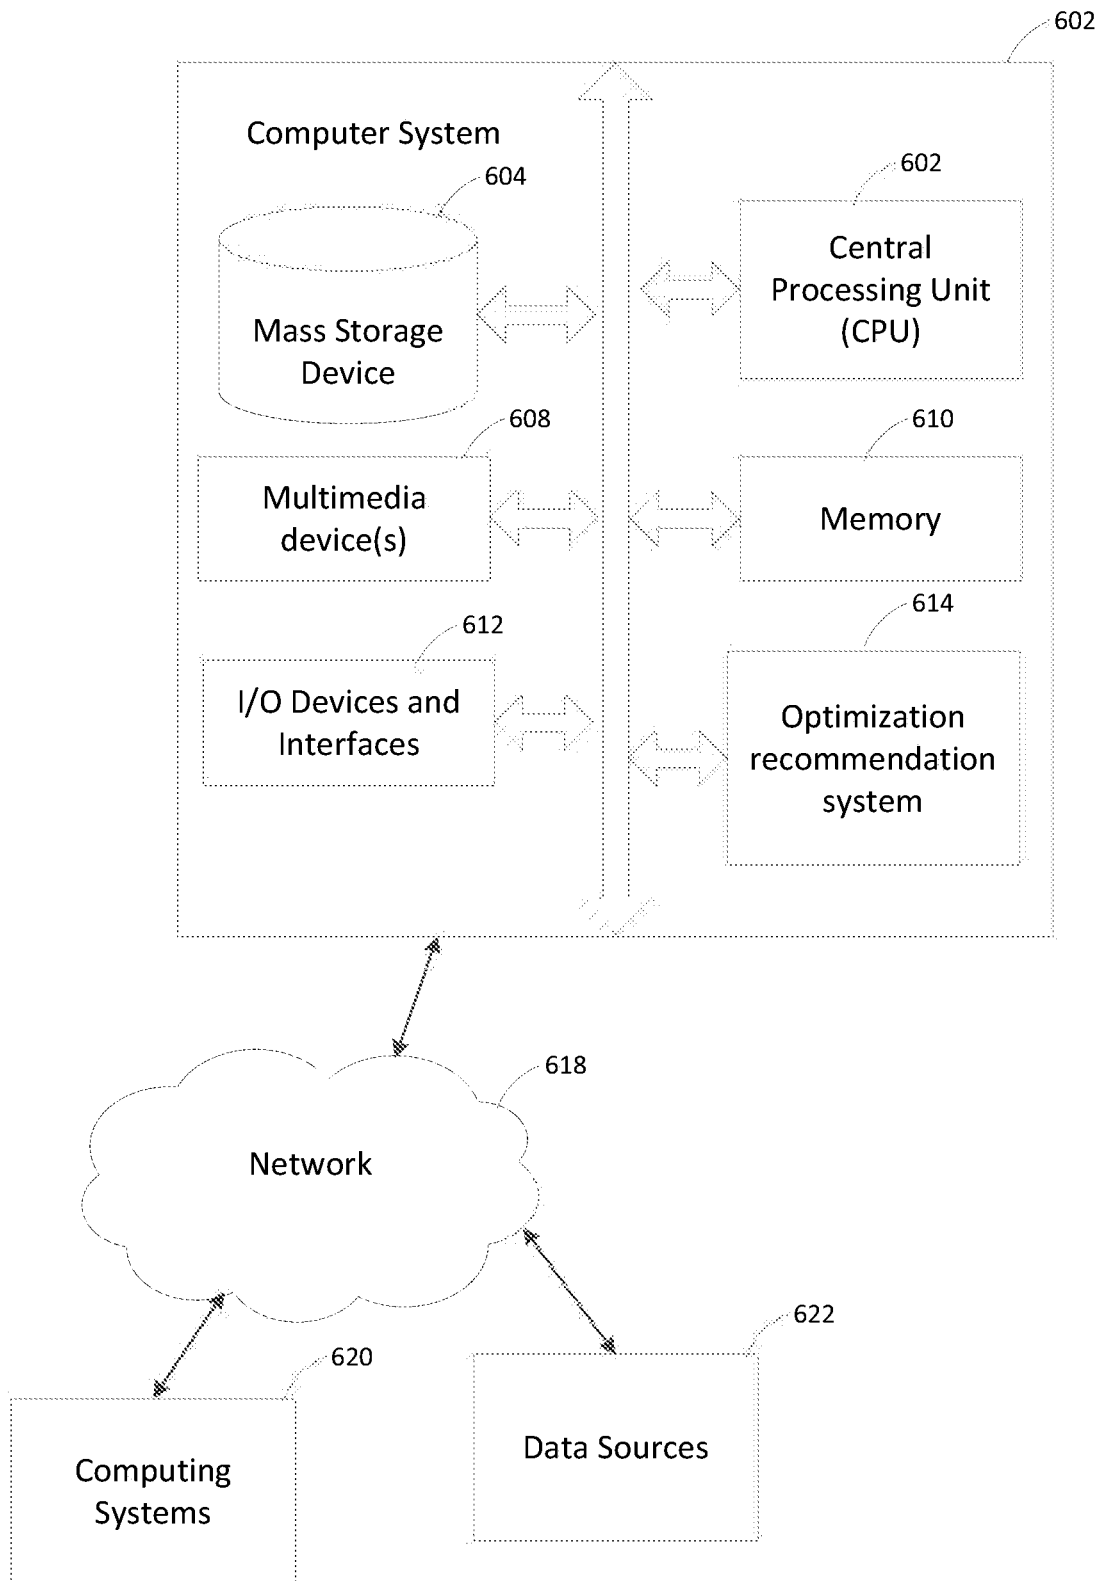 602
Computer System
604
602
Central
Processing Unit
(CPU)
Mass Storage
Device
608
610
Multimedia
device(s)
Memory
612
614
I/O Devices and
Interfaces
Optimization
recommendation
system
618
Network
622
620
Data Sources
Computing
Systems